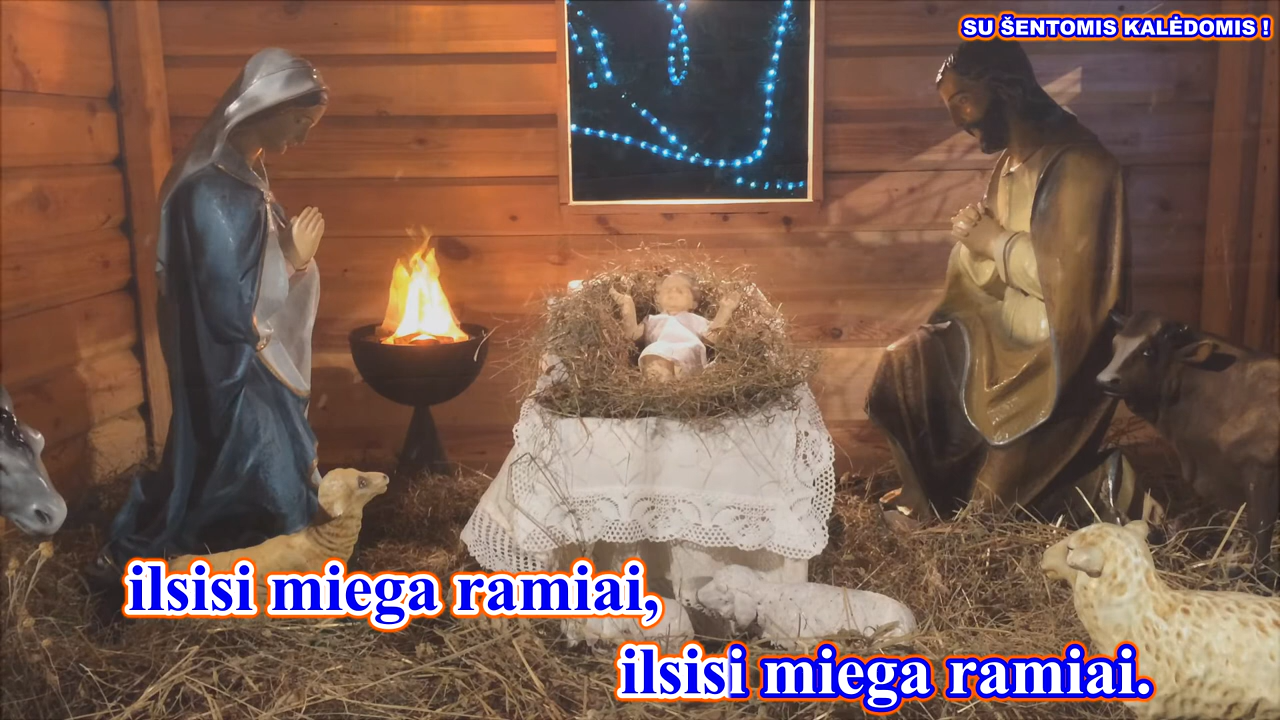 SU ŠENTOMIS KALĖDOMIS !
ilsisi miega ramiai,
ilsisi miega ramiai.